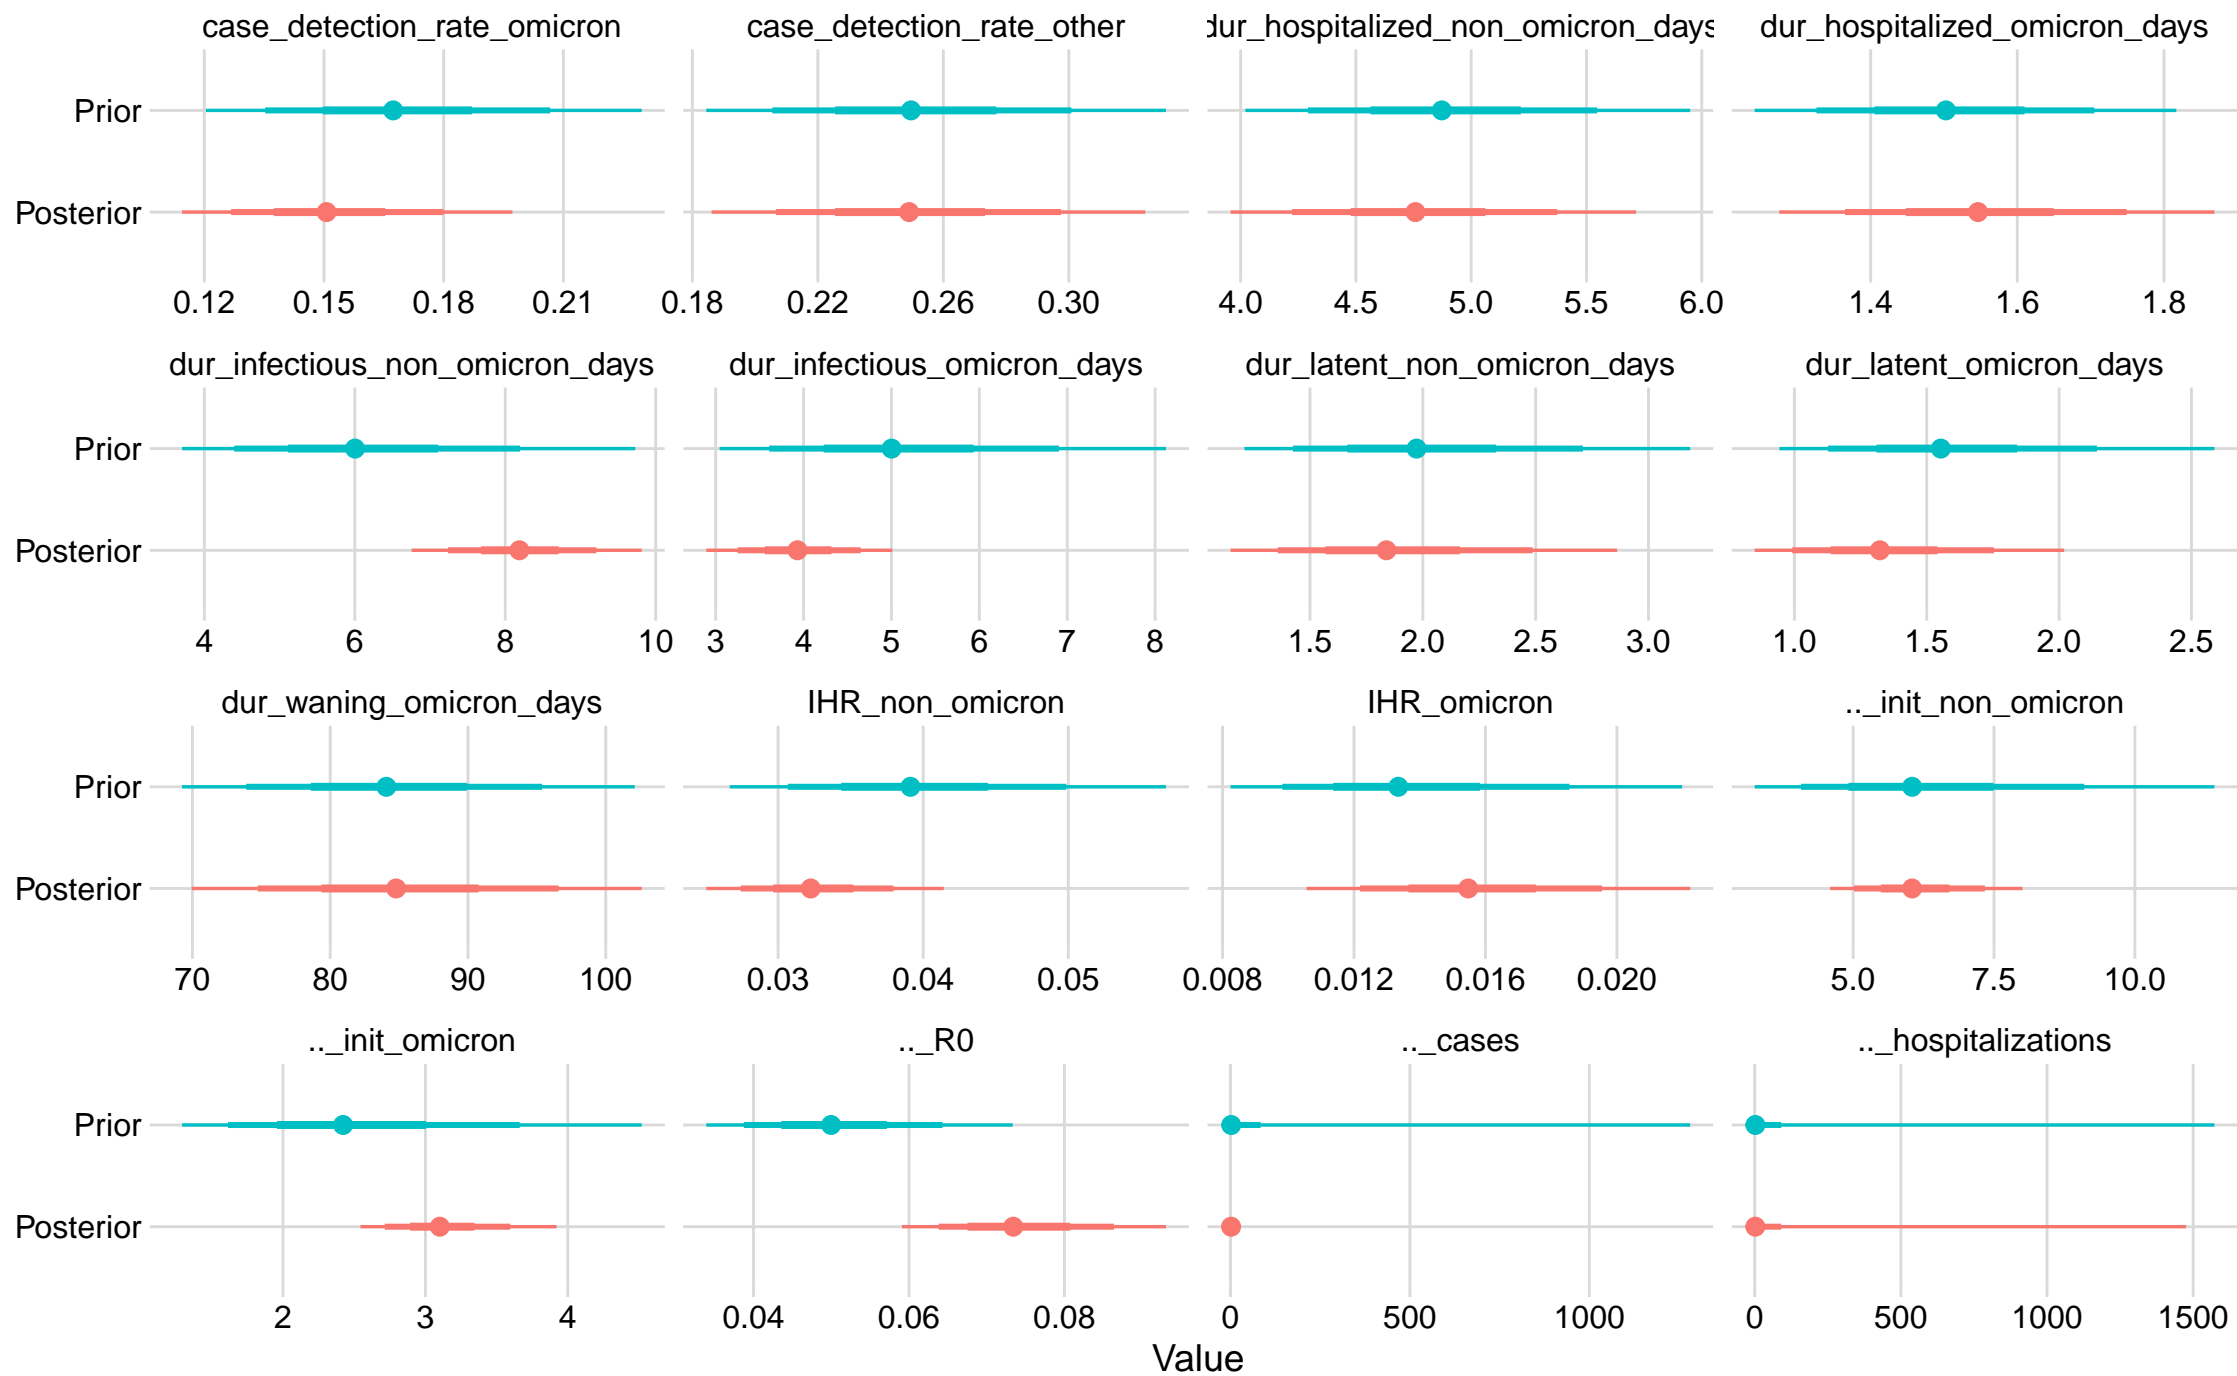 case_detection_rate_omicron case_detection_rate_other dur_hospitalized_non_omicron_days dur_hospitalized_omicron_days
Prior
Posterior
0.12 0.15 0.18 0.21 0.18 0.22 0.26 0.30 4.0 4.5 5.0 5.5 6.0 1.4 1.6 1.8
dur_infectious_non_omicron_days dur_infectious_omicron_days dur_latent_non_omicron_days dur_latent_omicron_days
Prior
Posterior
4 6 8 10 3 4 5 6 7 8 1.5 2.0 2.5 3.0 1.0 1.5 2.0 2.5
dur_waning_omicron_days IHR_non_omicron IHR_omicron .._init_non_omicron
Prior
Posterior
70 80 90 100 0.03 0.04 0.05 0.008 0.012 0.016 0.020 5.0 7.5 10.0
.._init_omicron .._R0 .._cases .._hospitalizations
Prior
Posterior
2 3 4 0.04 0.06 0.08 0 500 1000 0 500 1000 1500
Value